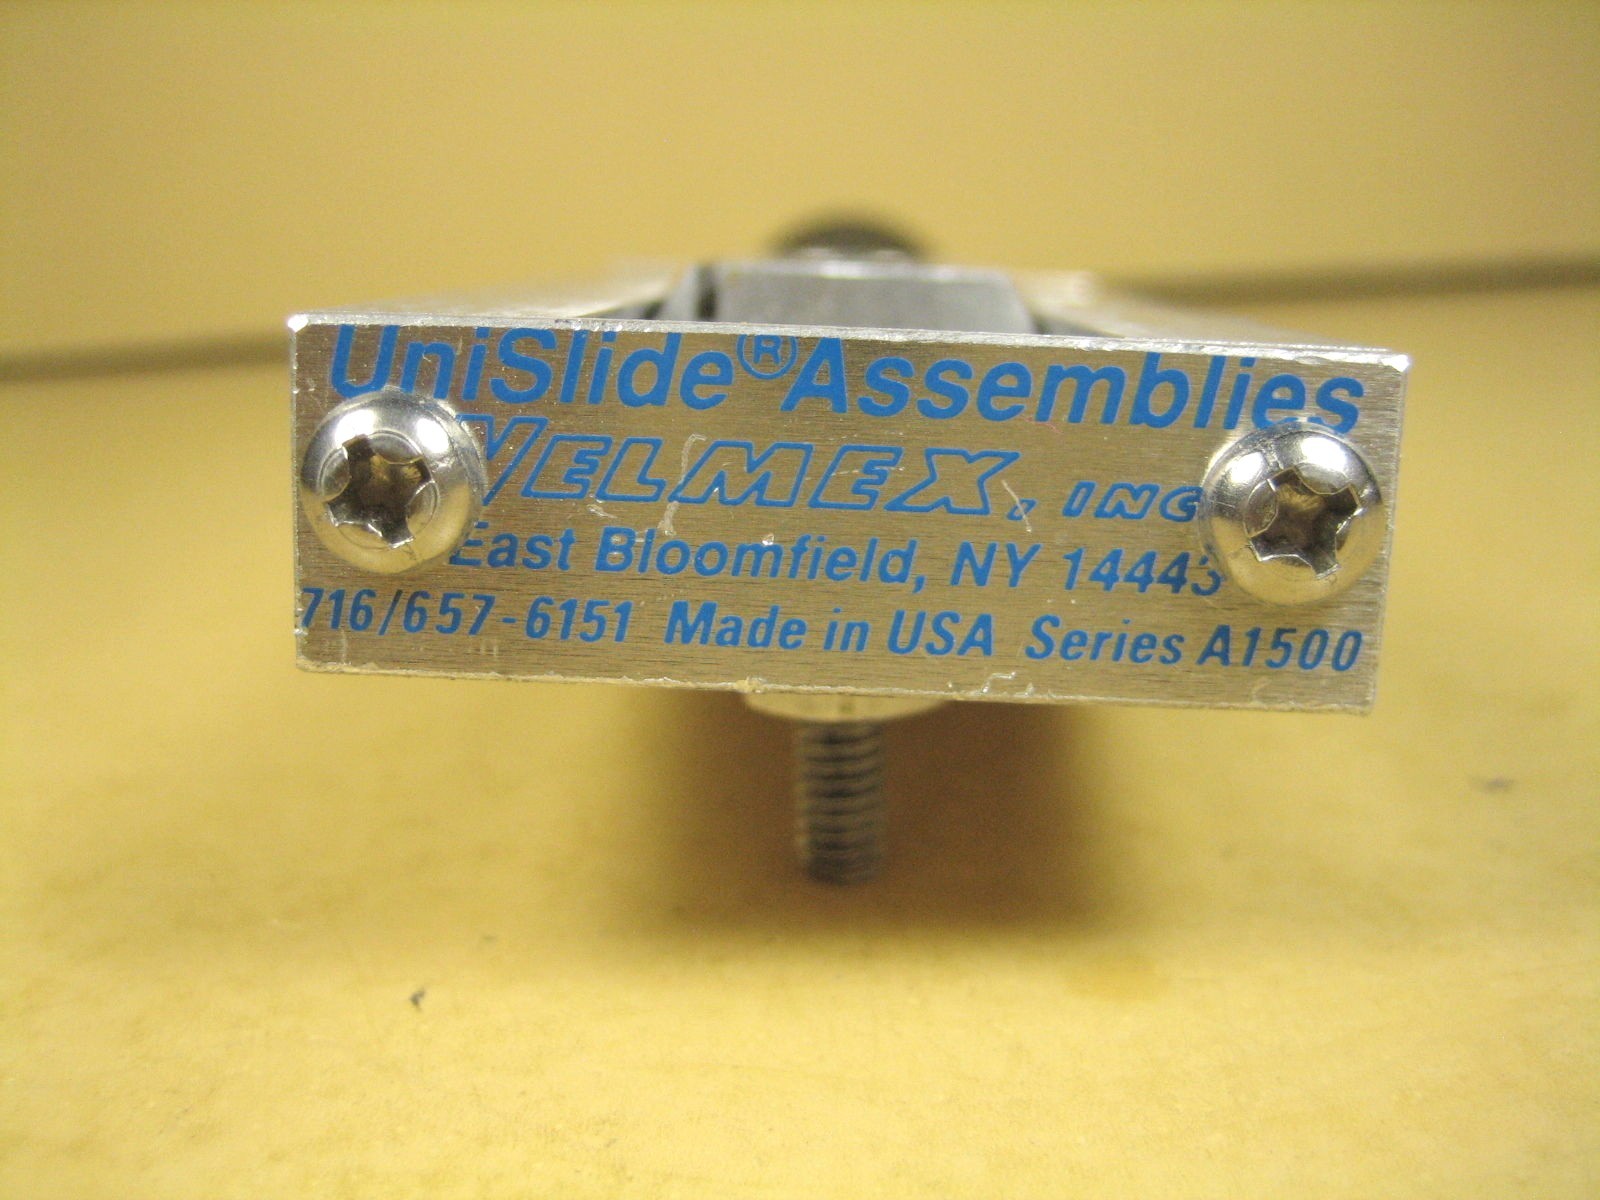 UniSlide® Assemblies
VELMEX, INC
East Bloomfield, NY 14443
716/657-6151 Made in USA Series A1500